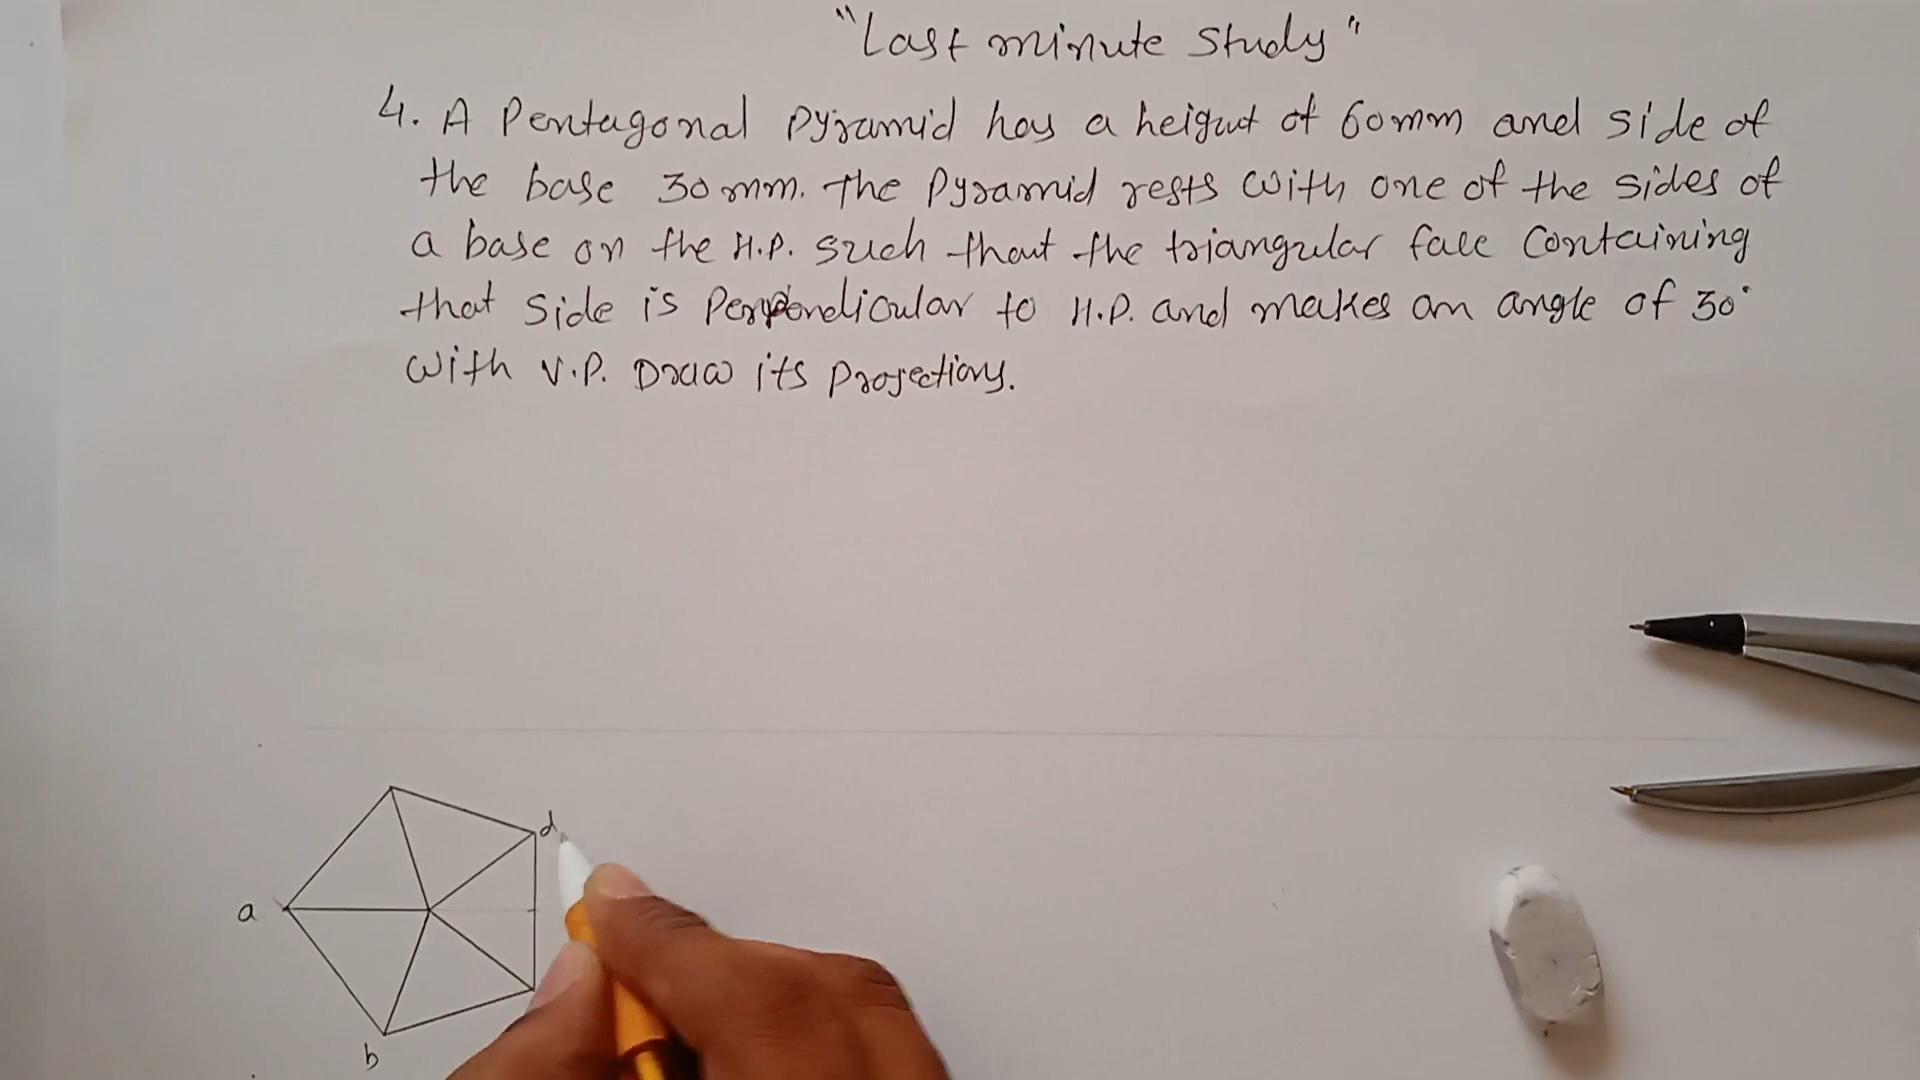 "Last minute study"
4. A Pentagonal pyramid has a height of 60mm and side of
the base 30mm. The Pyramid rests with one of the sides of
a base on the H.P. such that the triangular face Containing
that side is Perpendicular to H.P. and makes an angle of 30°
with V.P. Draw its projections.
d
a
b